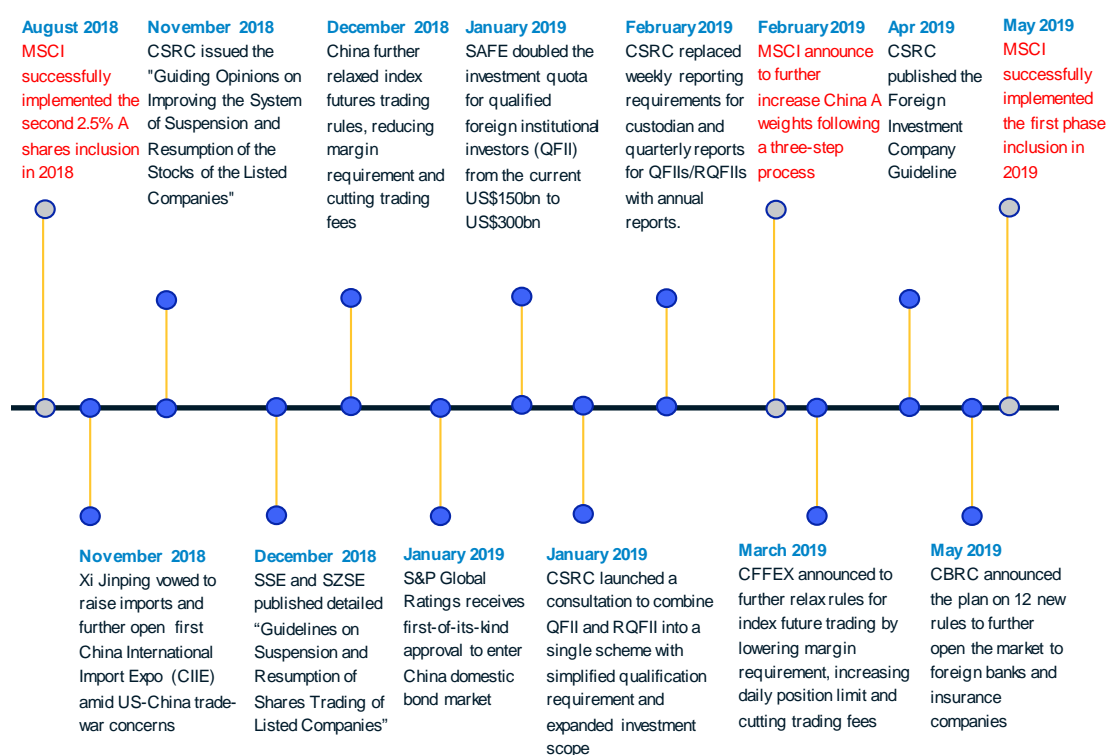 August 2018
MSCI
successfully
implemented the
second 2.5% A
shares inclusion
in 2018
November 2018
CSRC issued the
"Guiding Opinions on
Improving the System
of Suspension and
Resumption of the
Stocks of the Listed
Companies"
December 2018
China further
relaxed index
futures trading
rules, reducing
margin
requirement and
cutting trading
fees
January 2019
SAFE doubled the
investment quota
for qualified
foreign institutional
investors (QFII)
from the current
US$150bn to
US$300bn
February 2019
CSRC replaced
weekly reporting
requirements for
custodian and
quarterly reports
for QFIIs/RQFIIs
with annual
reports.
February 2019
MSCI announce
to further
increase China A
weights following
a three-step
process
Apr 2019
CSRC
published the
Foreign
Investment
Company
Guideline
May 2019
MSCI
successfully
implemented
the first phase
inclusion in
2019
November 2018
Xi Jinping vowed to
raise imports and
further open first
China International
Import Expo (CIIE)
amid US-China trade-
war concerns
December 2018
SSE and SZSE
published detailed
“Guidelines on
Suspension and
Resumption of
Shares Trading of
Listed Companies”
January 2019
S&P Global
Ratings receives
first-of-its-kind
approval to enter
China domestic
bond market
January 2019
CSRC launched a
consultation to combine
QFII and RQFII into a
single scheme with
simplified qualification
requirement and
expanded investment
scope
March 2019
CFFEX announced to
further relax rules for
index future trading by
lowering margin
requirement, increasing
daily position limit and
cutting trading fees
May 2019
CBRC announced
the plan on 12 new
rules to further
open the market to
foreign banks and
insurance
companies